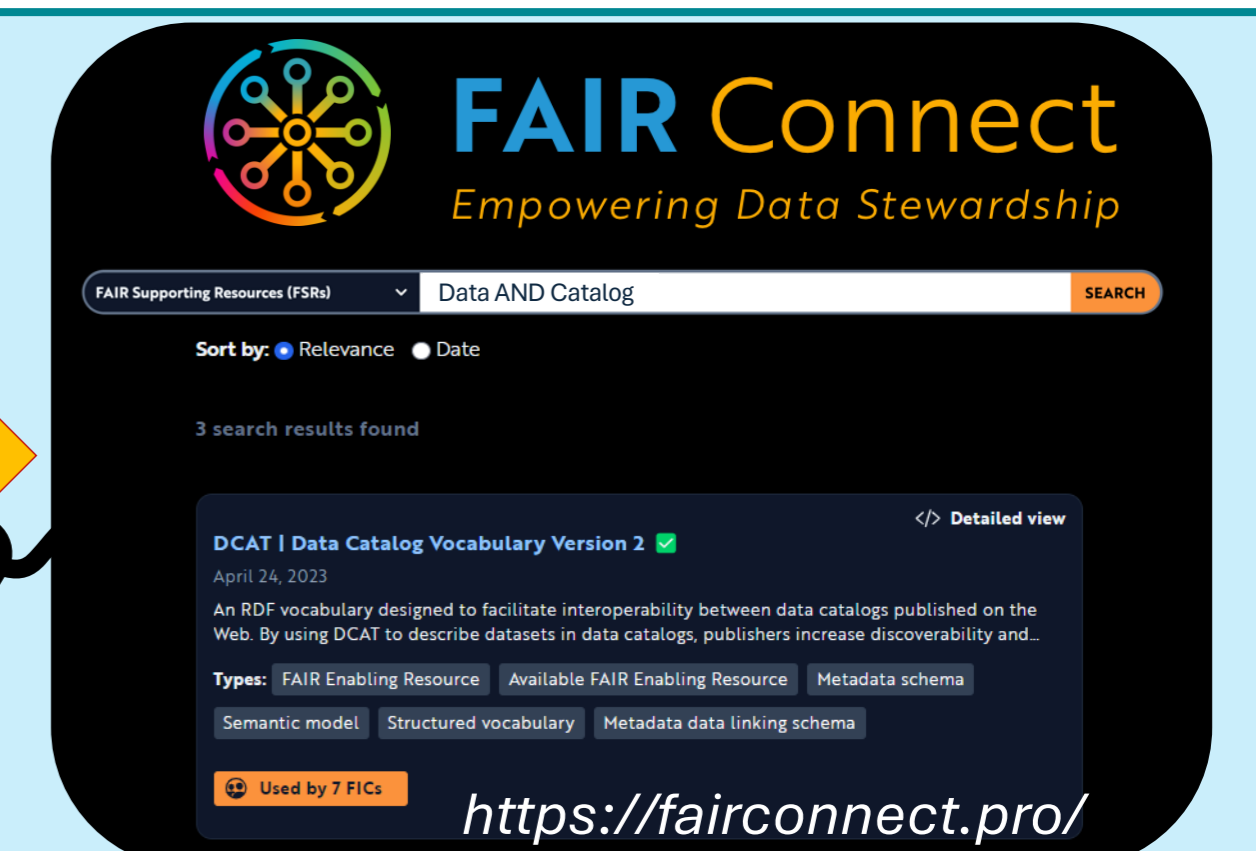 FAIR Connect
Empowering Data Stewardship
FAIR Supporting Resources (FSRs) Data AND Catalog SEARCH
Sort by: Relevance Date
3 search results found
</> Detailed view
DCAT | Data Catalog Vocabulary Version 2 ✅
April 24, 2023
An RDF vocabulary designed to facilitate interoperability between data catalogs published on the
Web. By using DCAT to describe datasets in data catalogs, publishers increase discoverability and…
Types: FAIR Enabling Resource Available FAIR Enabling Resource Metadata schema
Semantic model Structured vocabulary Metadata data linking schema
Used by 7 FICs
https://fairconnect.pro/